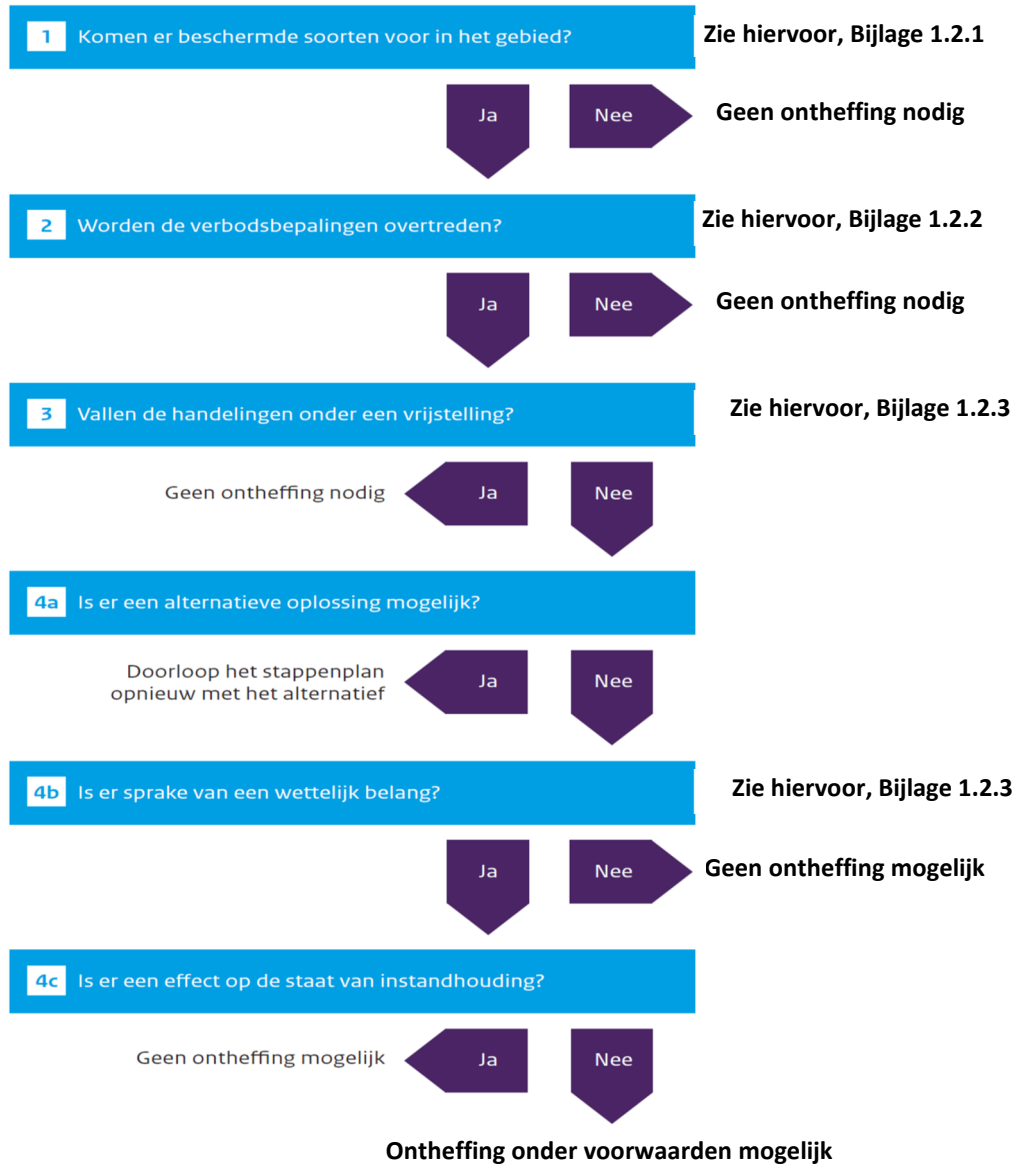 1 Komen er beschermde soorten voor in het gebied? Zie hiervoor, Bijlage 1.2.1
Ja Nee Geen ontheffing nodig
2 Worden de verbodsbepalingen overtreden? Zie hiervoor, Bijlage 1.2.2
Ja Nee Geen ontheffing nodig
3 Vallen de handelingen onder een vrijstelling? Zie hiervoor, Bijlage 1.2.3
Geen ontheffing nodig Ja Nee
4a Is er een alternatieve oplossing mogelijk?
Doorloop het stappenplan
opnieuw met het alternatief Ja Nee
4b Is er sprake van een wettelijk belang? Zie hiervoor, Bijlage 1.2.3
Ja Nee Geen ontheffing mogelijk
4c Is er een effect op de staat van instandhouding?
Geen ontheffing mogelijk Ja Nee
Ontheffing onder voorwaarden mogelijk